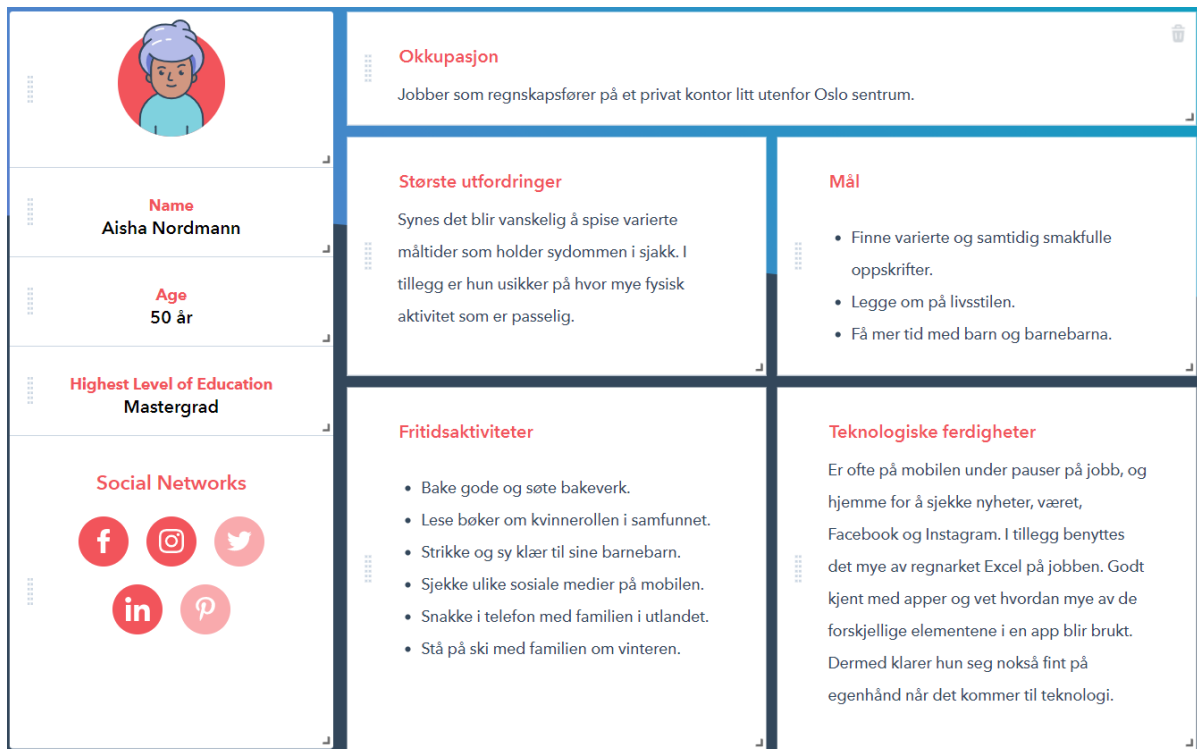 Name
Aisha Nordmann
Age
50 år
Highest Level of Education
Mastergrad
Social Networks
Okkupasjon
Jobber som regnskapsfører på et privat kontor litt utenfor Oslo sentrum.
Største utfordringer
Synes det blir vanskelig å spise varierte
måltider som holder sydommen i sjakk. I
tillegg er hun usikker på hvor mye fysisk
aktivitet som er passelig.
Mål
• Finne varierte og samtidig smakfulle
oppskrifter.
• Legge om på livsstilen.
• Få mer tid med barn og barnebarna.
Fritidsaktiviteter
• Bake gode og søte bakeverk.
• Lese bøker om kvinnerollen i samfunnet.
• Strikke og sy klær til sine barnebarn.
• Sjekke ulike sosiale medier på mobilen.
• Snakke i telefon med familien i utlandet.
• Stå på ski med familien om vinteren.
Teknologiske ferdigheter
Er ofte på mobilen under pauser på jobb, og
hjemme for å sjekke nyheter, været,
Facebook og Instagram. I tillegg benyttes
det mye av regnarket Excel på jobben. Godt
kjent med apper og vet hvordan mye av de
forskjellige elementene i en app blir brukt.
Dermed klarer hun seg nokså fint på
egenhånd når det kommer til teknologi.